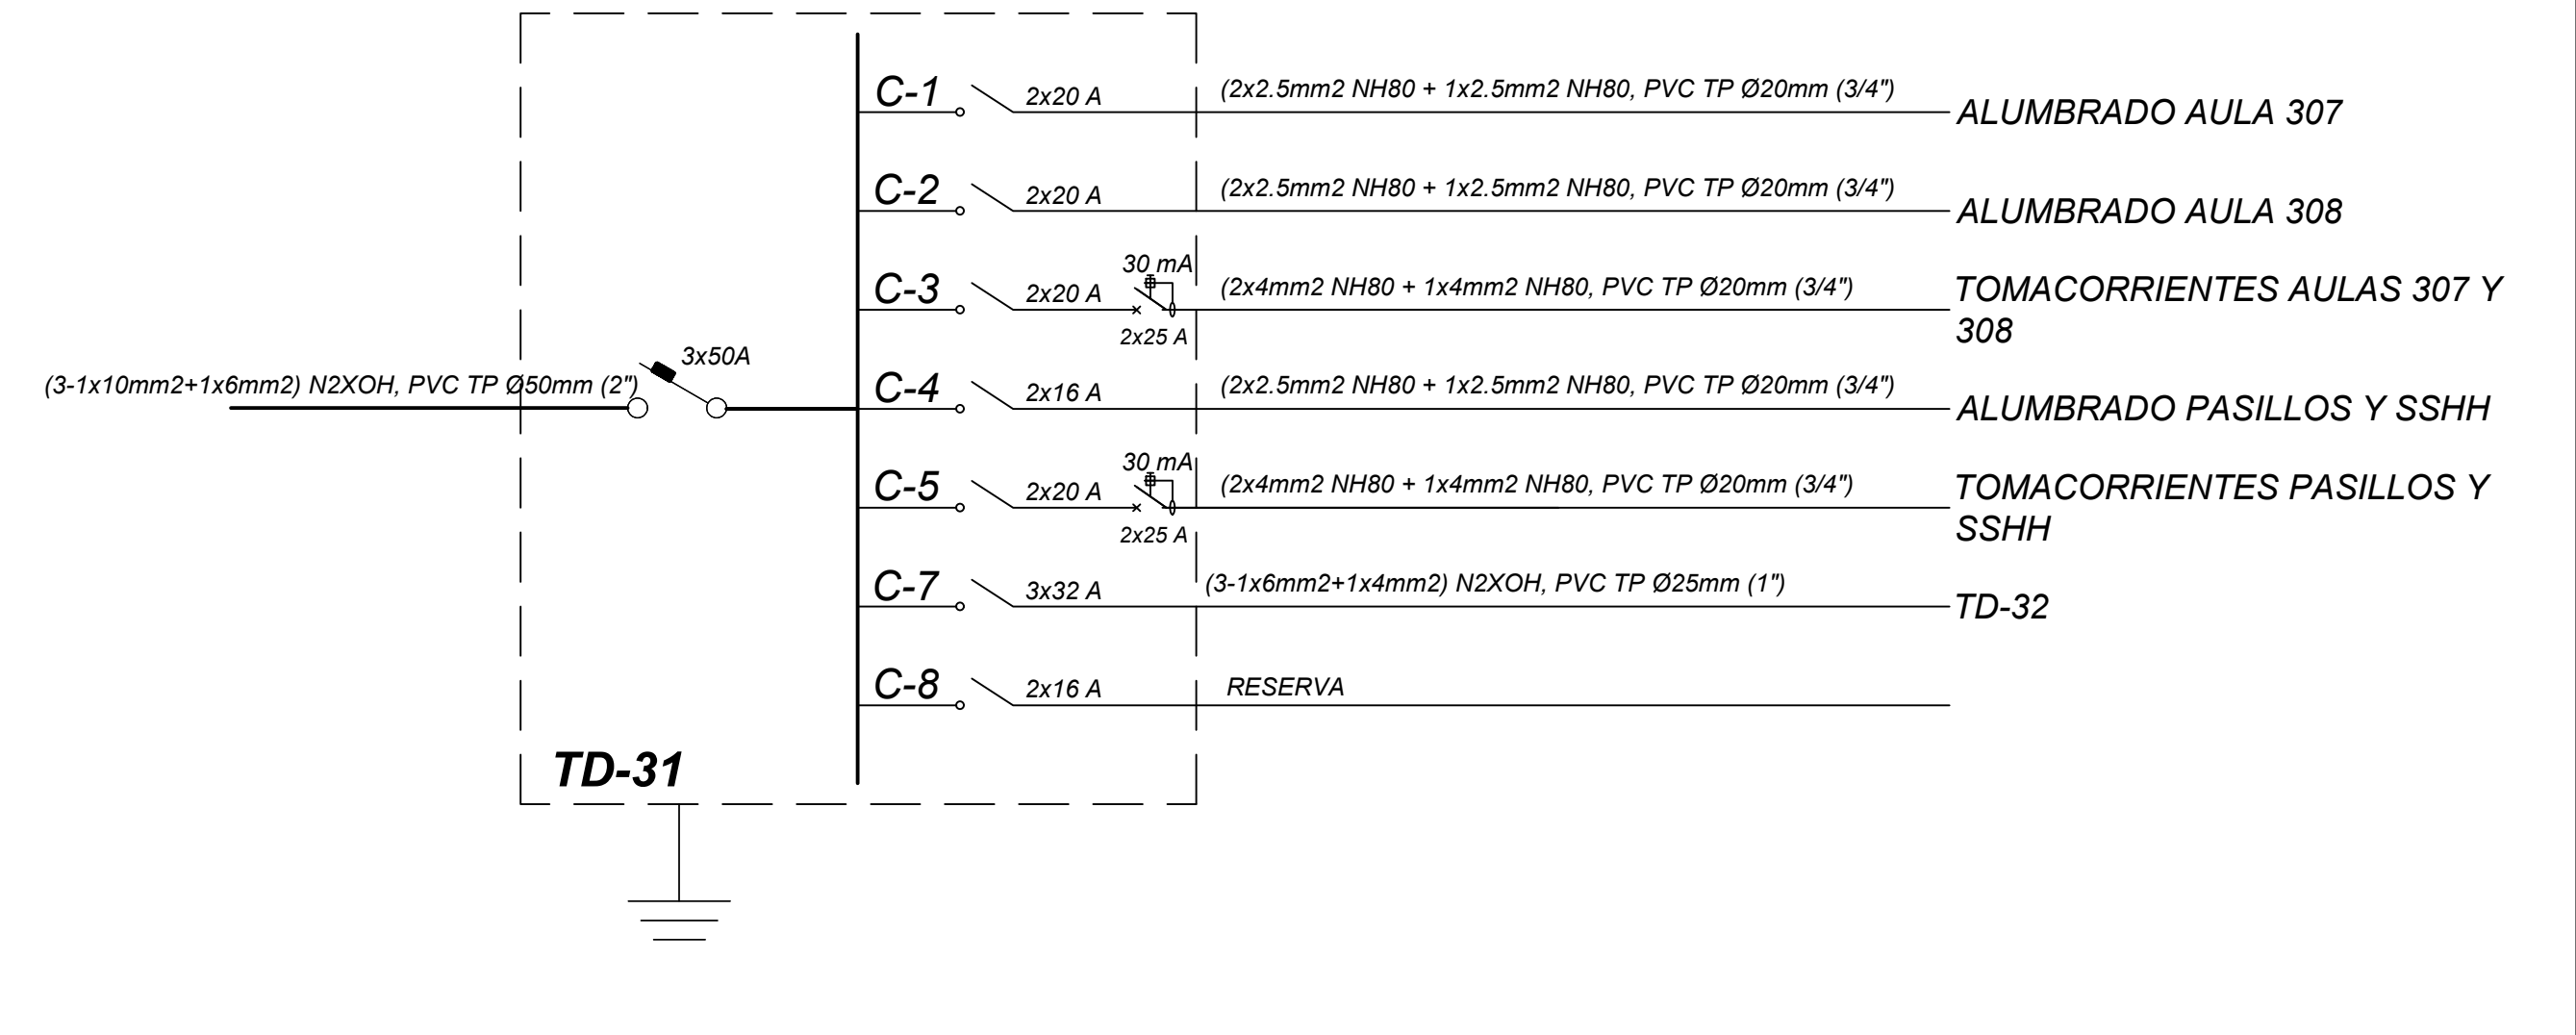 C-1 2x20 A (2x2.5mm2 NH80 + 1x2.5mm2 NH80, PVC TP Ø20mm (3/4") ALUMBRADO AULA 307
C-2 2x20 A (2x2.5mm2 NH80 + 1x2.5mm2 NH80, PVC TP Ø20mm (3/4") ALUMBRADO AULA 308
30 mA
C-3 2x20 A (2x4mm2 NH80 + 1x4mm2 NH80, PVC TP Ø20mm (3/4") TOMACORRIENTES AULAS 307 Y
308
2x25 A
3x50A
(3-1x10mm2+1x6mm2) N2XOH, PVC TP Ø50mm (2")
C-4 2x16 A (2x2.5mm2 NH80 + 1x2.5mm2 NH80, PVC TP Ø20mm (3/4") ALUMBRADO PASILLOS Y SSHH
30 mA
C-5 2x20 A (2x4mm2 NH80 + 1x4mm2 NH80, PVC TP Ø20mm (3/4") TOMACORRIENTES PASILLOS Y
SSHH
2x25 A
C-7 3x32 A (3-1x6mm2+1x4mm2) N2XOH, PVC TP Ø25mm (1") TD-32
C-8 2x16 A RESERVA
TD-31